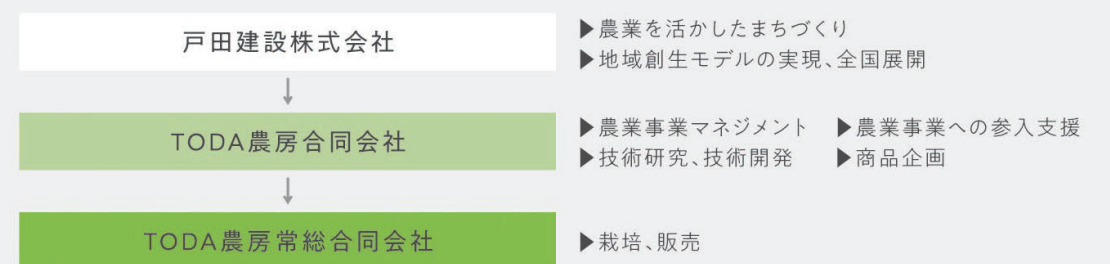 戸田建設株式会社
▶農業を活かしたまちづくり
▶地域創生モデルの実現、全国展開
TODA農房合同会社
▶農業事業マネジメント ▶農業事業への参入支援
▶技術研究、技術開発 ▶商品企画
TODA農房常総合同会社
▶栽培、販売